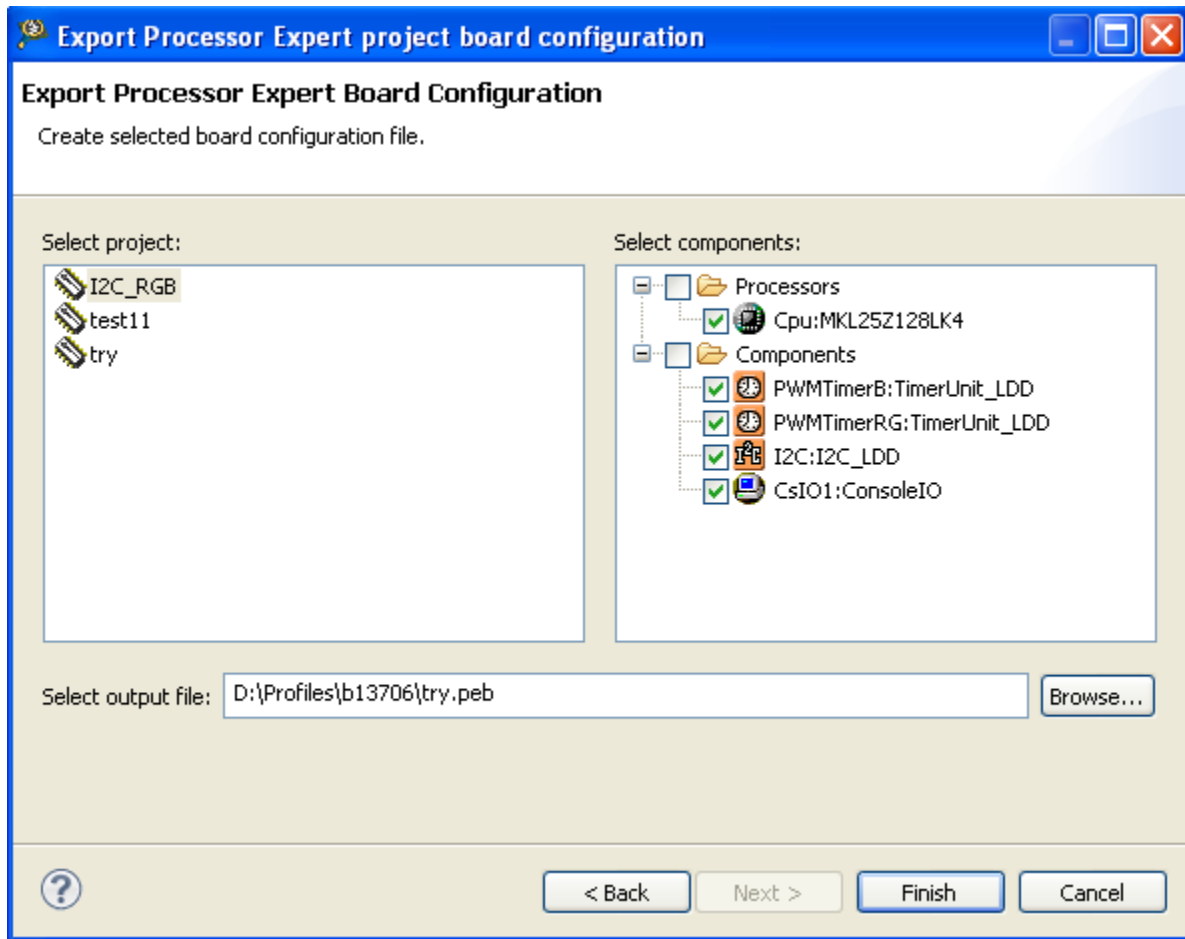 Export Processor Expert project board configuration
Export Processor Expert Board Configuration
Create selected board configuration file.
Select project:
I2C_RGB
test11
try
Select components:
Processors
Cpu:MKL25Z128LK4
Components
PWMTimerB:TimerUnit_LDD
PWMTimerRG:TimerUnit_LDD
I2C:I2C_LDD
CsIO1:ConsoleIO
Select output file: D:\Profiles\b13706\try.peb Browse...
? < Back Next > Finish Cancel